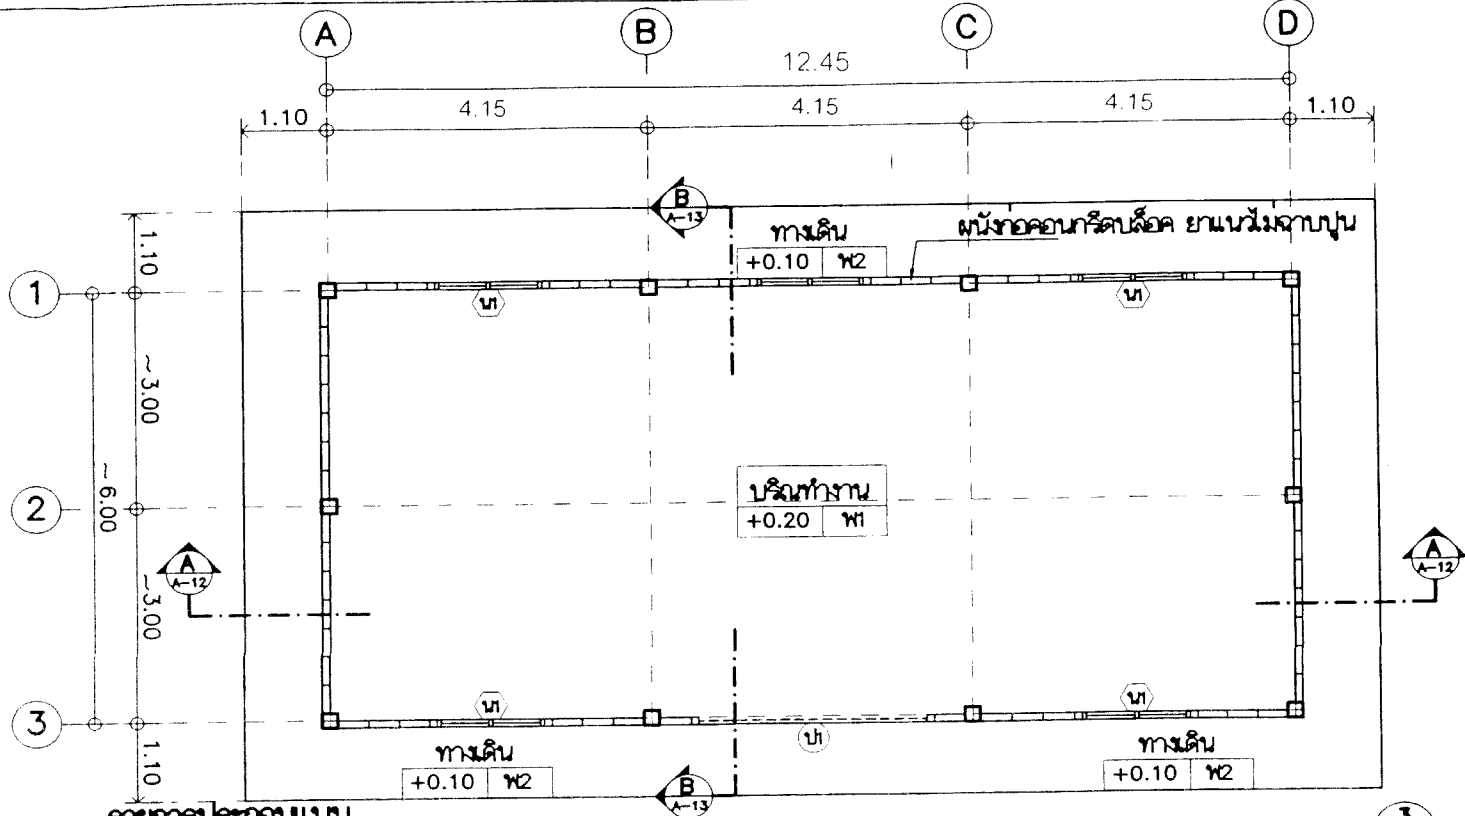 A B C D
12.45
1.10 4.15 4.15 4.15 1.10
B
A-13
ทางเดิน
+0.10 พ2
ผนังก่อคอนกรีตบล็อค ยาแนวไม่ฉาบปูน
1.10
1
น1 น1
~3.00
~6.00
2
บริเวณทำงาน
+0.20 พ1
A
A-12
A
A-12
~3.00
น1 น1
3
ป1
1.10
ทางเดิน
+0.10 พ2
ทางเดิน
+0.10 พ2
B
A-13
3